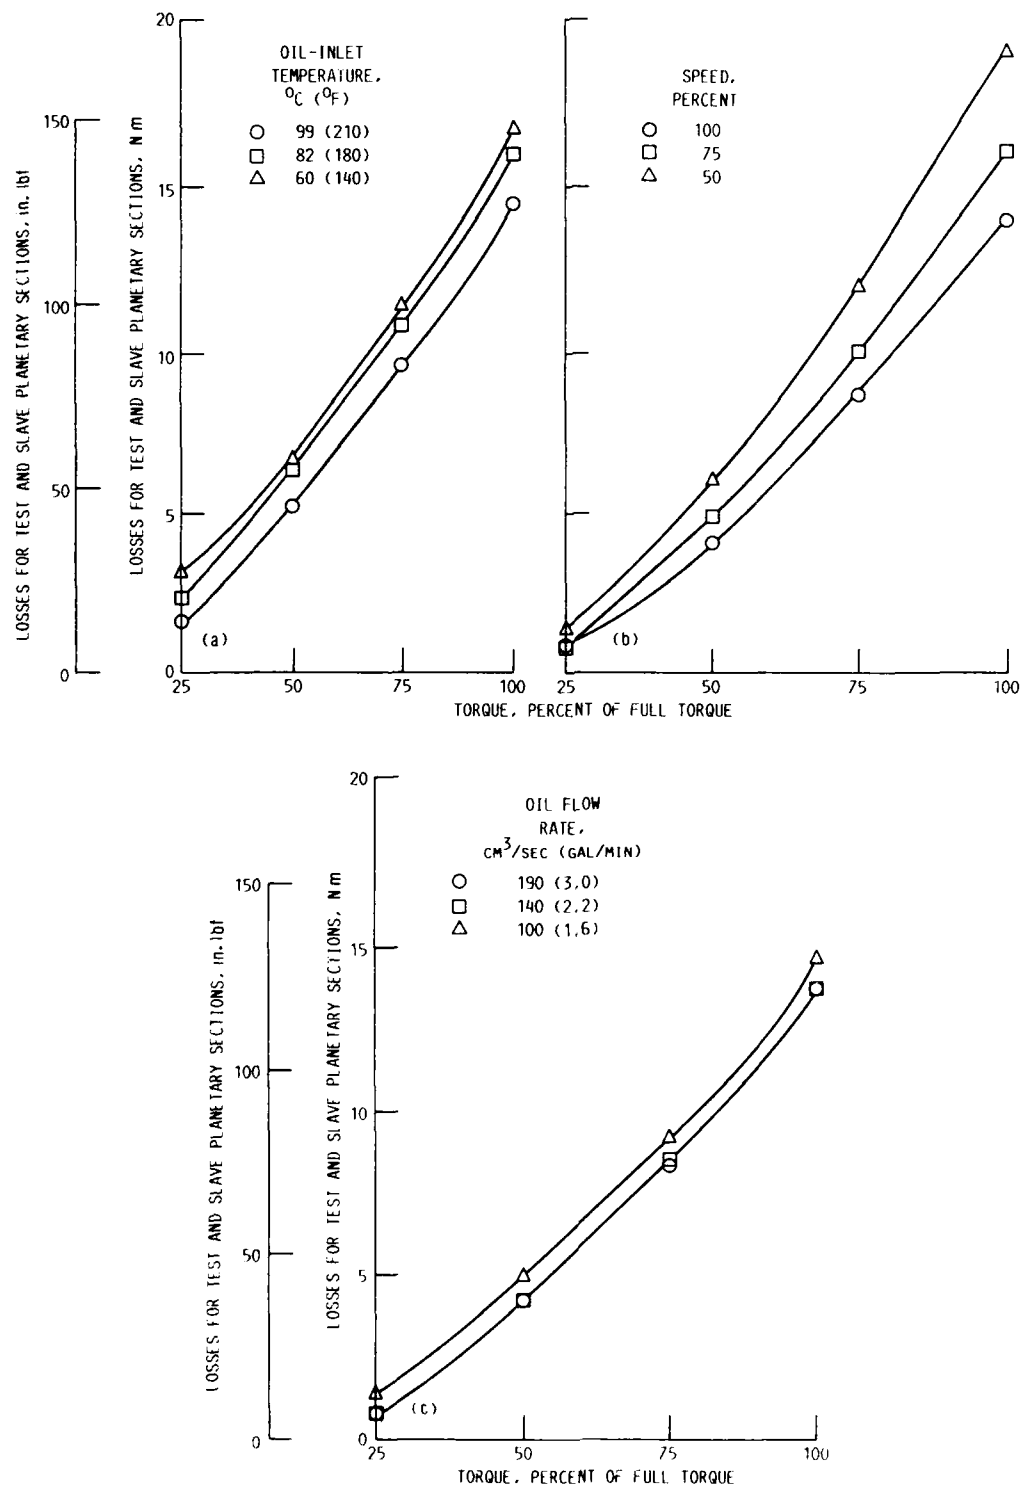 LOSSES FOR TEST AND SLAVE PLANETARY SECTIONS, in. lbf
150
100
50
0
LOSSES FOR TEST AND SLAVE PLANETARY SECTIONS, N m
20
15
10
5
0
OIL-INLET
TEMPERATURE,
°C (°F)
99 (210)
82 (180)
60 (140)
(a)
25 50 75 100
SPEED,
PERCENT
100
75
50
(b)
25 50 75 100
TORQUE, PERCENT OF FULL TORQUE
LOSSES FOR TEST AND SLAVE PLANETARY SECTIONS, in. lbf
150
100
50
0
LOSSES FOR TEST AND SLAVE PLANETARY SECTIONS, N m
20
15
10
5
0
OIL FLOW
RATE,
CM³/SEC (GAL/MIN)
190 (3.0)
140 (2.2)
100 (1.6)
(c)
25 50 75 100
TORQUE, PERCENT OF FULL TORQUE